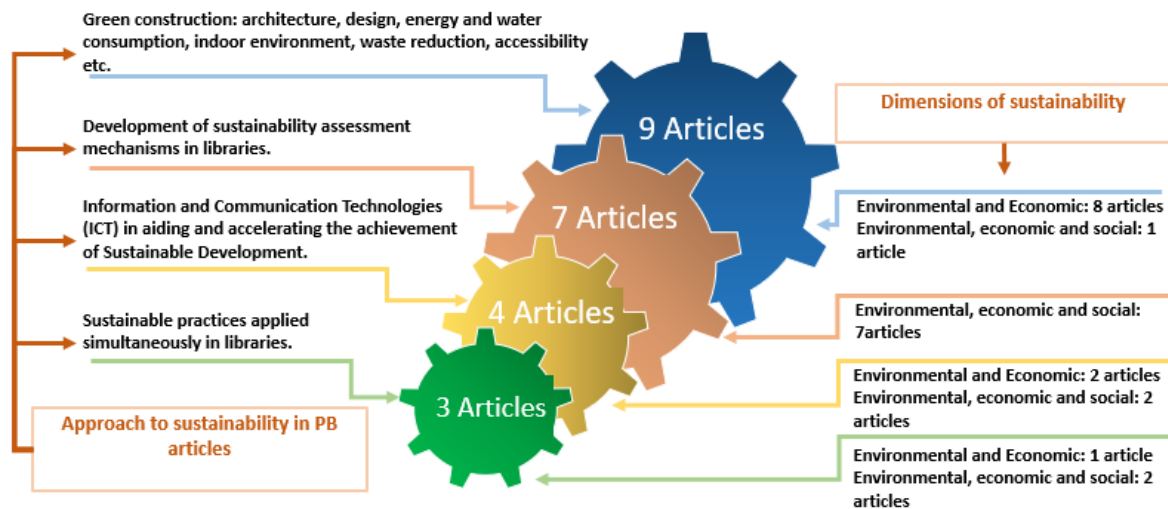 Green construction: architecture, design, energy and water
consumption, indoor environment, waste reduction, accessibility
etc.
Development of sustainability assessment
mechanisms in libraries.
Information and Communication Technologies
(ICT) in aiding and accelerating the achievement
of Sustainable Development.
Sustainable practices applied
simultaneously in libraries.
Approach to sustainability in PB
articles
9 Articles
7 Articles
4 Articles
3 Articles
Dimensions of sustainability
Environmental and Economic: 8 articles
Environmental, economic and social: 1
article
Environmental, economic and social:
7articles
Environmental and Economic: 2 articles
Environmental, economic and social: 2
articles
Environmental and Economic: 1 article
Environmental, economic and social: 2
articles